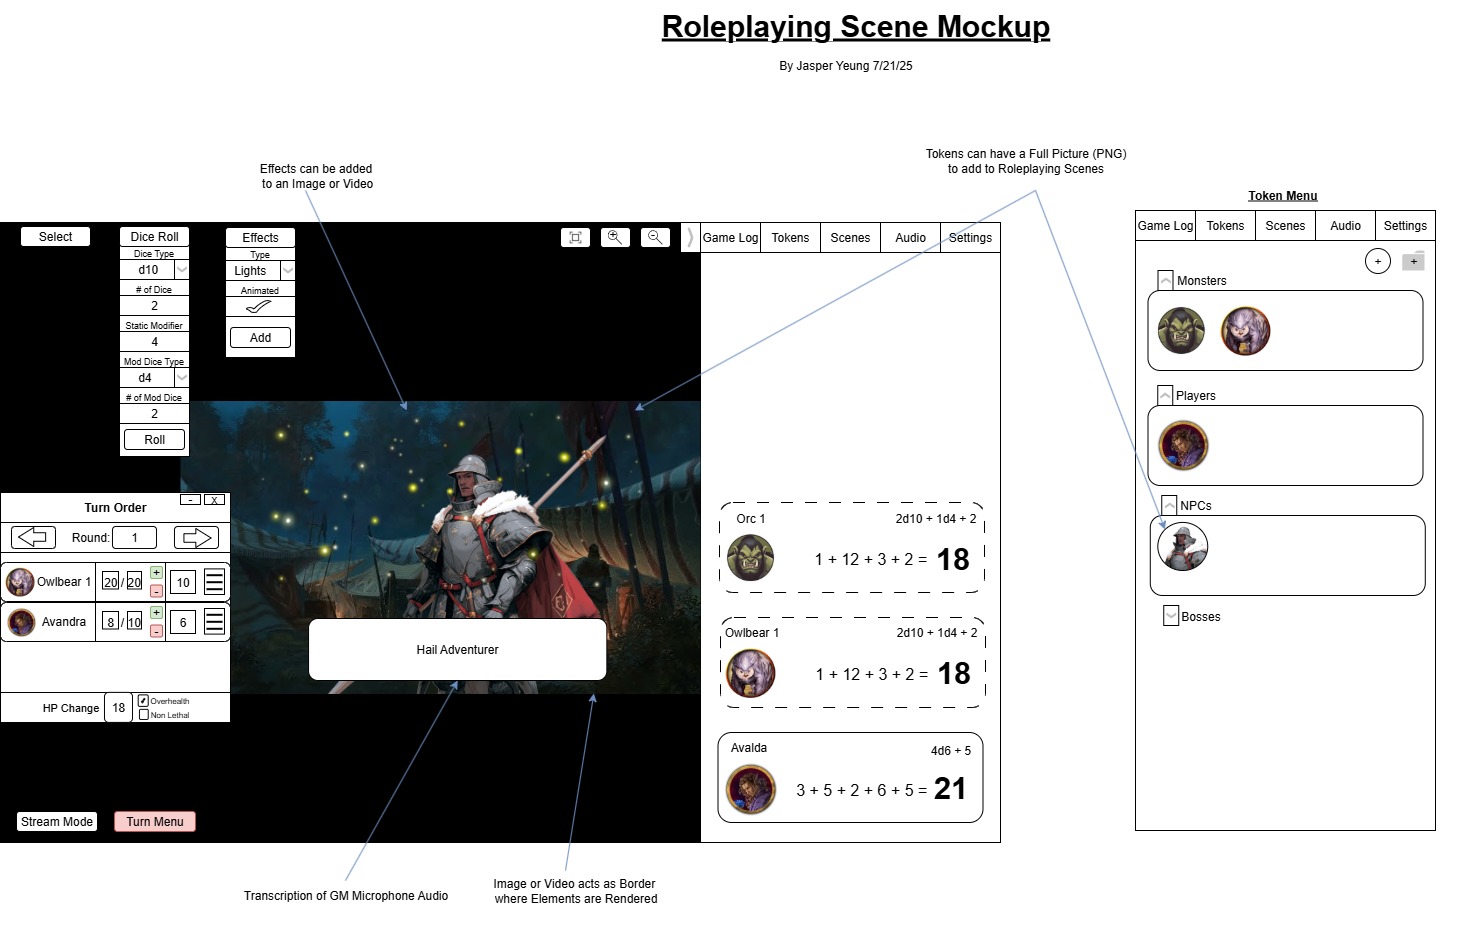 Roleplaying Scene Mockup
By Jasper Yeung 7/21/25
Effects can be added
to an Image or Video
Tokens can have a Full Picture (PNG)
to add to Roleplaying Scenes
Token Menu
Select
Dice Roll
Dice Type
d10
# of Dice
2
Static Modifier
4
Mod Dice Type
d4
# of Mod Dice
2
Roll
Effects
Type
Lights
Animated
Add
Game Log
Tokens
Scenes
Audio
Settings
Turn Order
- X
Round: 1
Owlbear 1 20 / 20 + - 10
Avandra 8 / 10 + - 6
HP Change 18
Overhealth
Non Lethal
Stream Mode
Turn Menu
Hail Adventurer
Orc 1 2d10 + 1d4 + 2
1 + 12 + 3 + 2 = 18
Owlbear 1 2d10 + 1d4 + 2
1 + 12 + 3 + 2 = 18
Avalda 4d6 + 5
3 + 5 + 2 + 6 + 5 = 21
Game Log
Tokens
Scenes
Audio
Settings
+ +
Monsters
Players
NPCs
Bosses
Transcription of GM Microphone Audio
Image or Video acts as Border
where Elements are Rendered